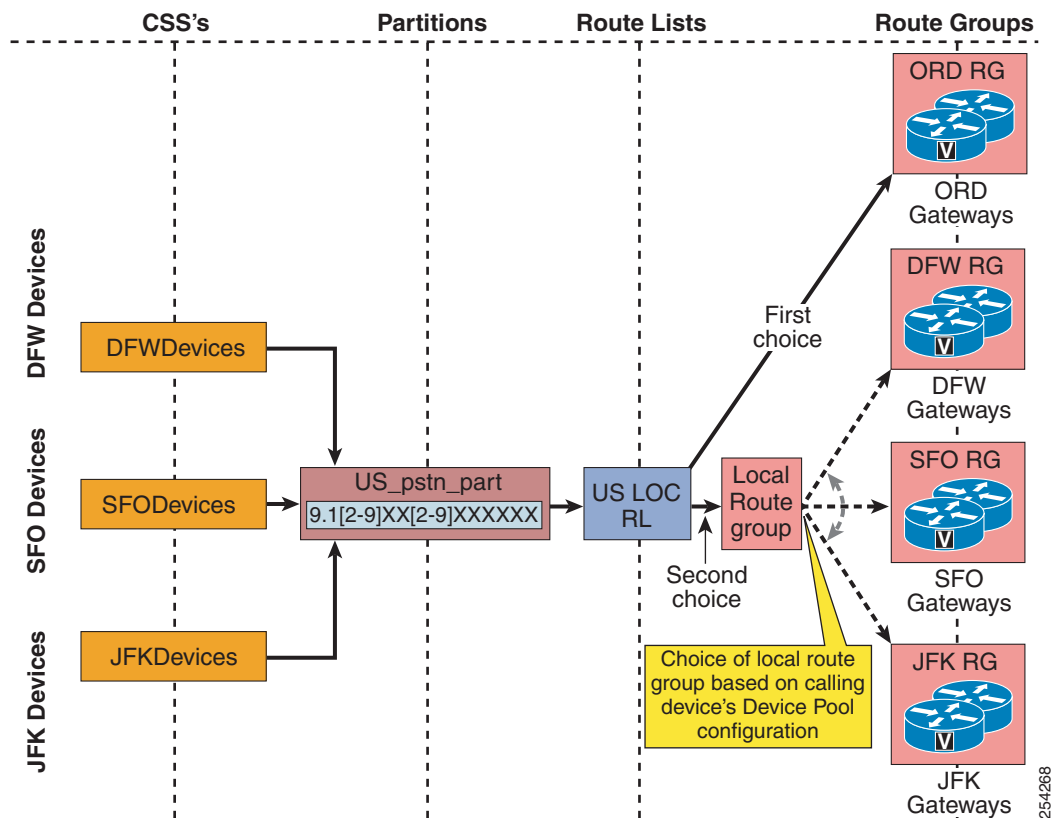 CSS's
Partitions
Route Lists
Route Groups
ORD RG
V
ORD
Gateways
DFW Devices
DFW RG
V
DFW
Gateways
First
choice
DFWDevices
SFO Devices
SFODevices
US_pstn_part
9.1[2-9]XX[2-9]XXXXXX
US LOC
RL
Local
Route
group
SFO RG
V
SFO
Gateways
Second
choice
JFK Devices
JFKDevices
Choice of local route
group based on calling
device's Device Pool
configuration
JFK RG
V
JFK
Gateways
254268